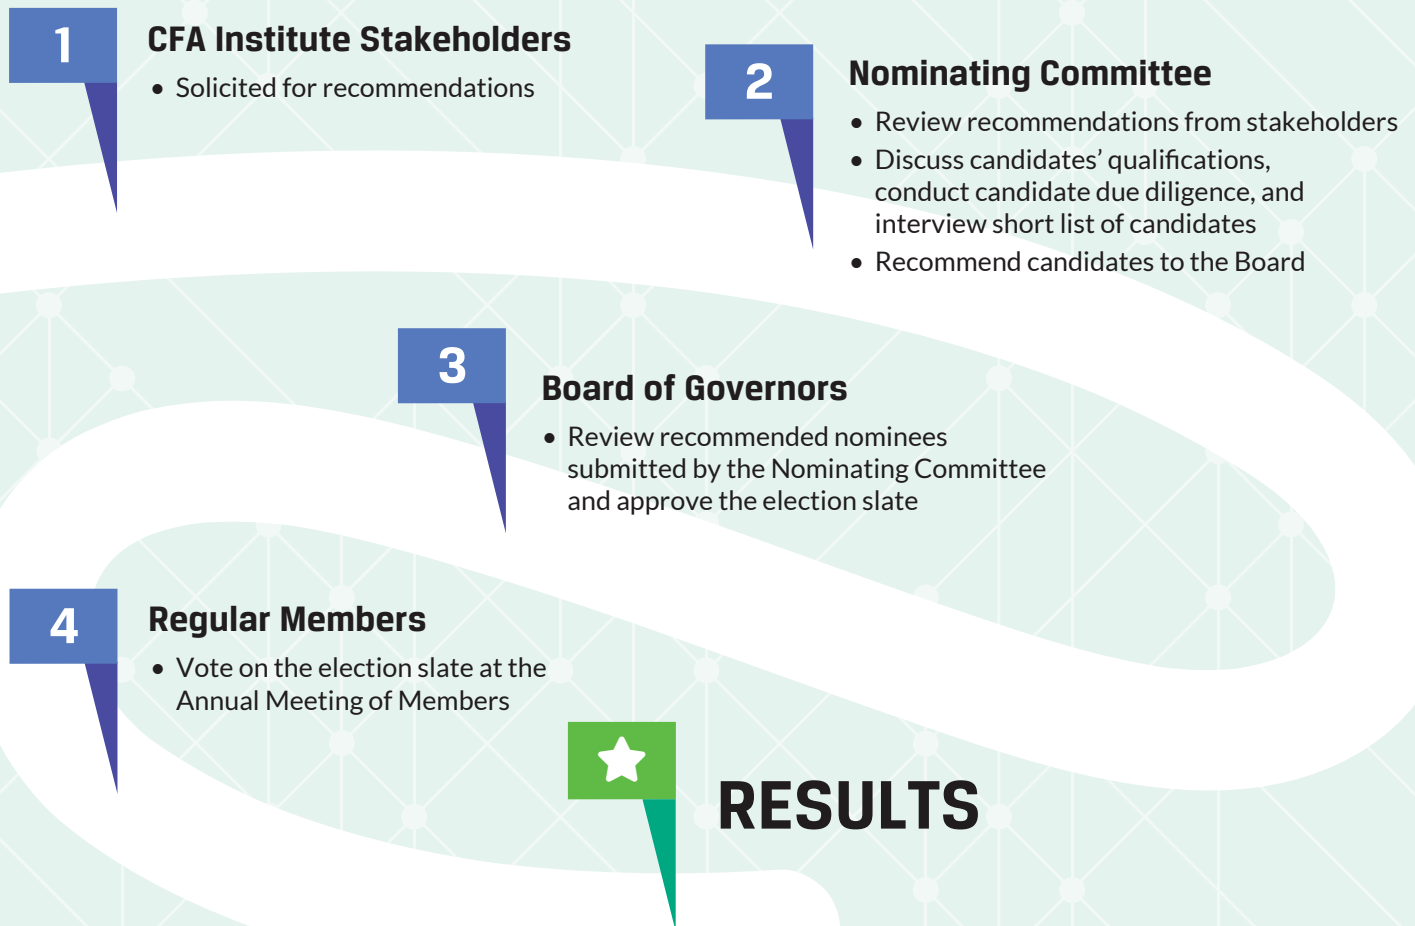 1
CFA Institute Stakeholders
• Solicited for recommendations
2
Nominating Committee
• Review recommendations from stakeholders
• Discuss candidates’ qualifications,
conduct candidate due diligence, and
interview short list of candidates
• Recommend candidates to the Board
3
Board of Governors
• Review recommended nominees
submitted by the Nominating Committee
and approve the election slate
4
Regular Members
• Vote on the election slate at the
Annual Meeting of Members
RESULTS